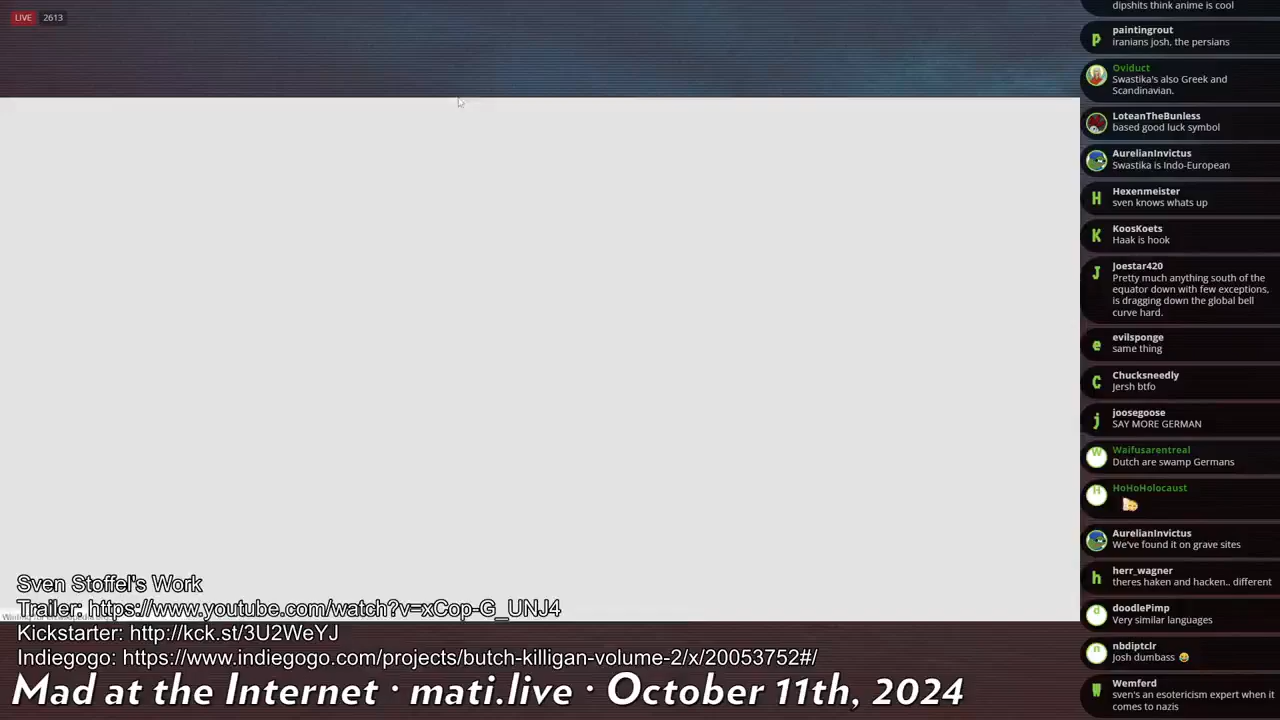 LIVE 2613
dipshits think anime is cool
paintingrout
iranians josh, the persians
Oviduct
Swastika's also Greek and
Scandinavian.
LoteanTheBunless
based good luck symbol
AurelianInvictus
Swastika is Indo-European
Hexenmeister
sven knows whats up
KoosKoets
Haak is hook
Joestar420
Pretty much anything south of the
equator down with few exceptions,
is dragging down the global bell
curve hard.
evilsponge
same thing
Chucksneedly
Jersh btfo
joosegoose
SAY MORE GERMAN
Waifusarentreal
Dutch are swamp Germans
HoHoHolocaust
AurelianInvictus
We've found it on grave sites
herr_wagner
theres haken and hacken.. different
doodlePimp
Very similar languages
nbdiptclr
Josh dumbass 😂
Wemferd
sven's an esotericism expert when it
comes to nazis
Sven Stoffel's Work
Trailer: https://www.youtube.com/watch?v=xCop-G_UNJ4
Kickstarter: http://kck.st/3U2WeYJ
Indiegogo: https://www.indiegogo.com/projects/butch-killigan-volume-2/x/20053752#/
Mad at the Internet · mati.live · October 11th, 2024